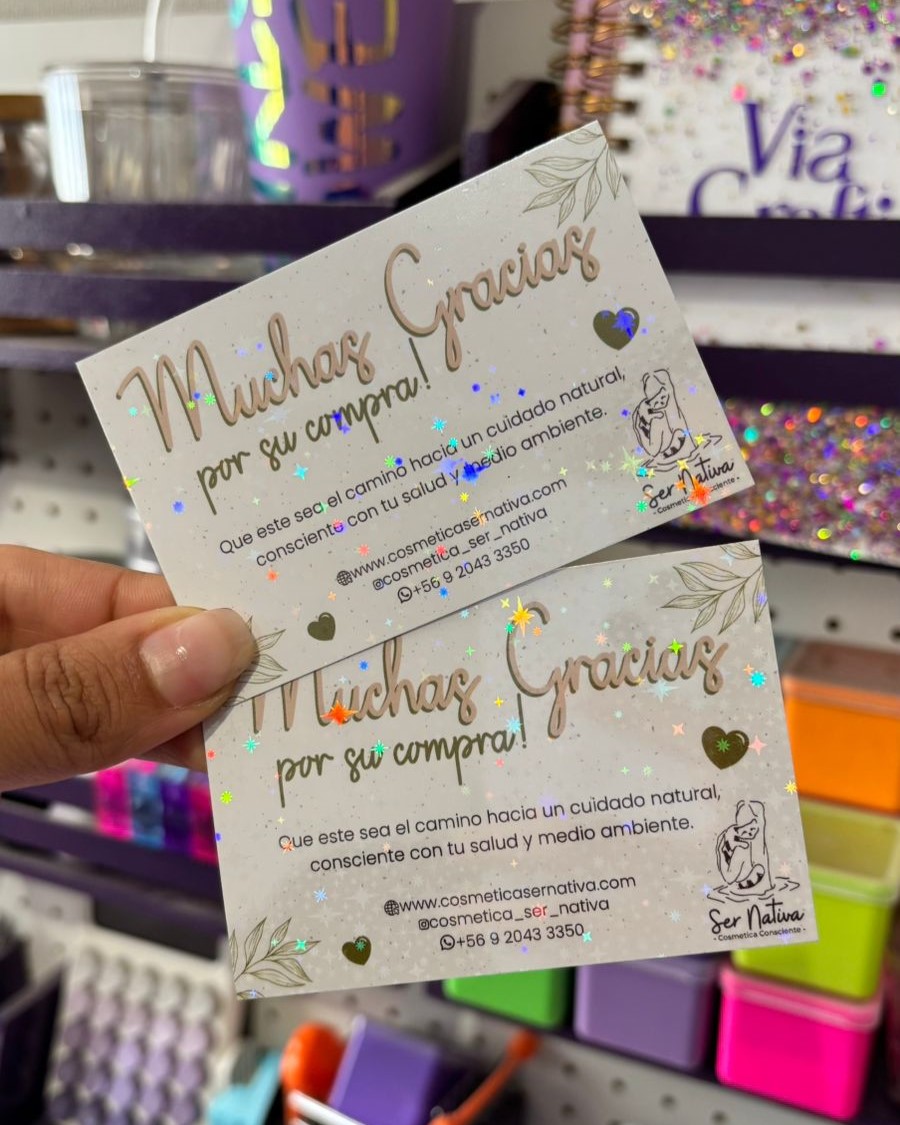 Via
Muchas Gracias
por su compra!
Que este sea el camino hacia un cuidado natural,
consciente con tu salud y medio ambiente.
www.cosmeticasernativa.com
@cosmetica_ser_nativa
+56 9 2043 3350
Ser Nativa
- Cosmetica Consciente -
Muchas Gracias
por su compra!
Que este sea el camino hacia un cuidado natural,
consciente con tu salud y medio ambiente.
www.cosmeticasernativa.com
@cosmetica_ser_nativa
+56 9 2043 3350
Ser Nativa
- Cosmetica Consciente -